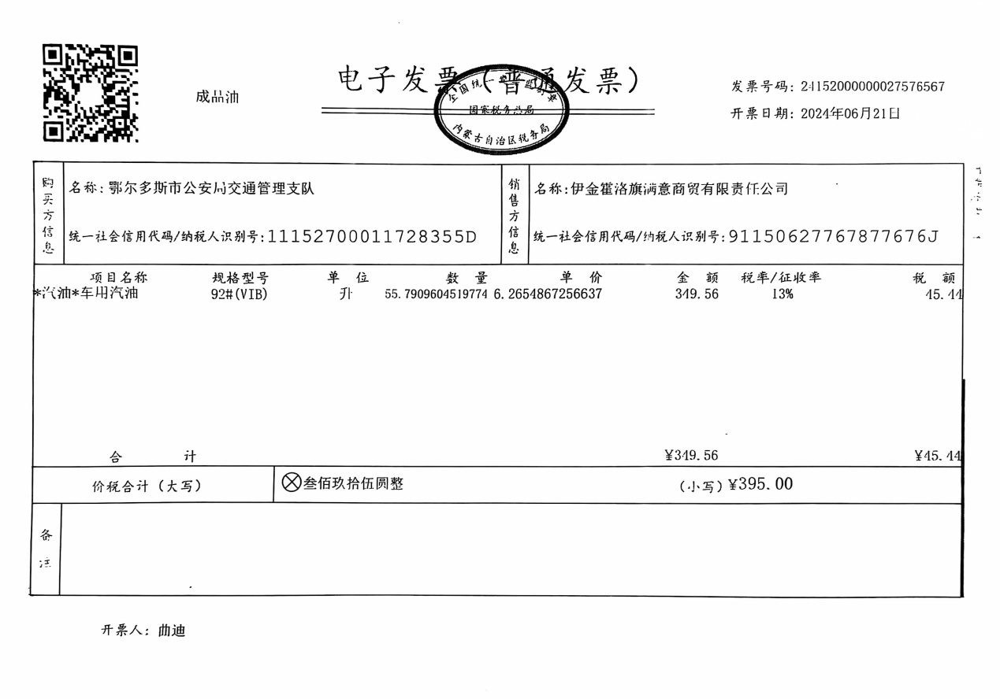 电子发票（普通发票）
成品油
全国统一发票监制章
国家税务总局
内蒙古自治区税务局
发票号码：24152000000027576567
开票日期：2024年06月21日
购买方信息
名称：鄂尔多斯市公安局交通管理支队
统一社会信用代码/纳税人识别号：11152700011728355D
销售方信息
名称：伊金霍洛旗满意商贸有限责任公司
统一社会信用代码/纳税人识别号：91150627767877676J
项目名称 规格型号 单位 数量 单价 金额 税率/征收率 税额
*汽油*车用汽油 92#(VIB) 升 55.7909604519774 6.2654867256637 349.56 13% 45.44
合计 ¥349.56 ¥45.44
价税合计（大写） ⊗叁佰玖拾伍圆整 （小写）¥395.00
备注
开票人：曲迪